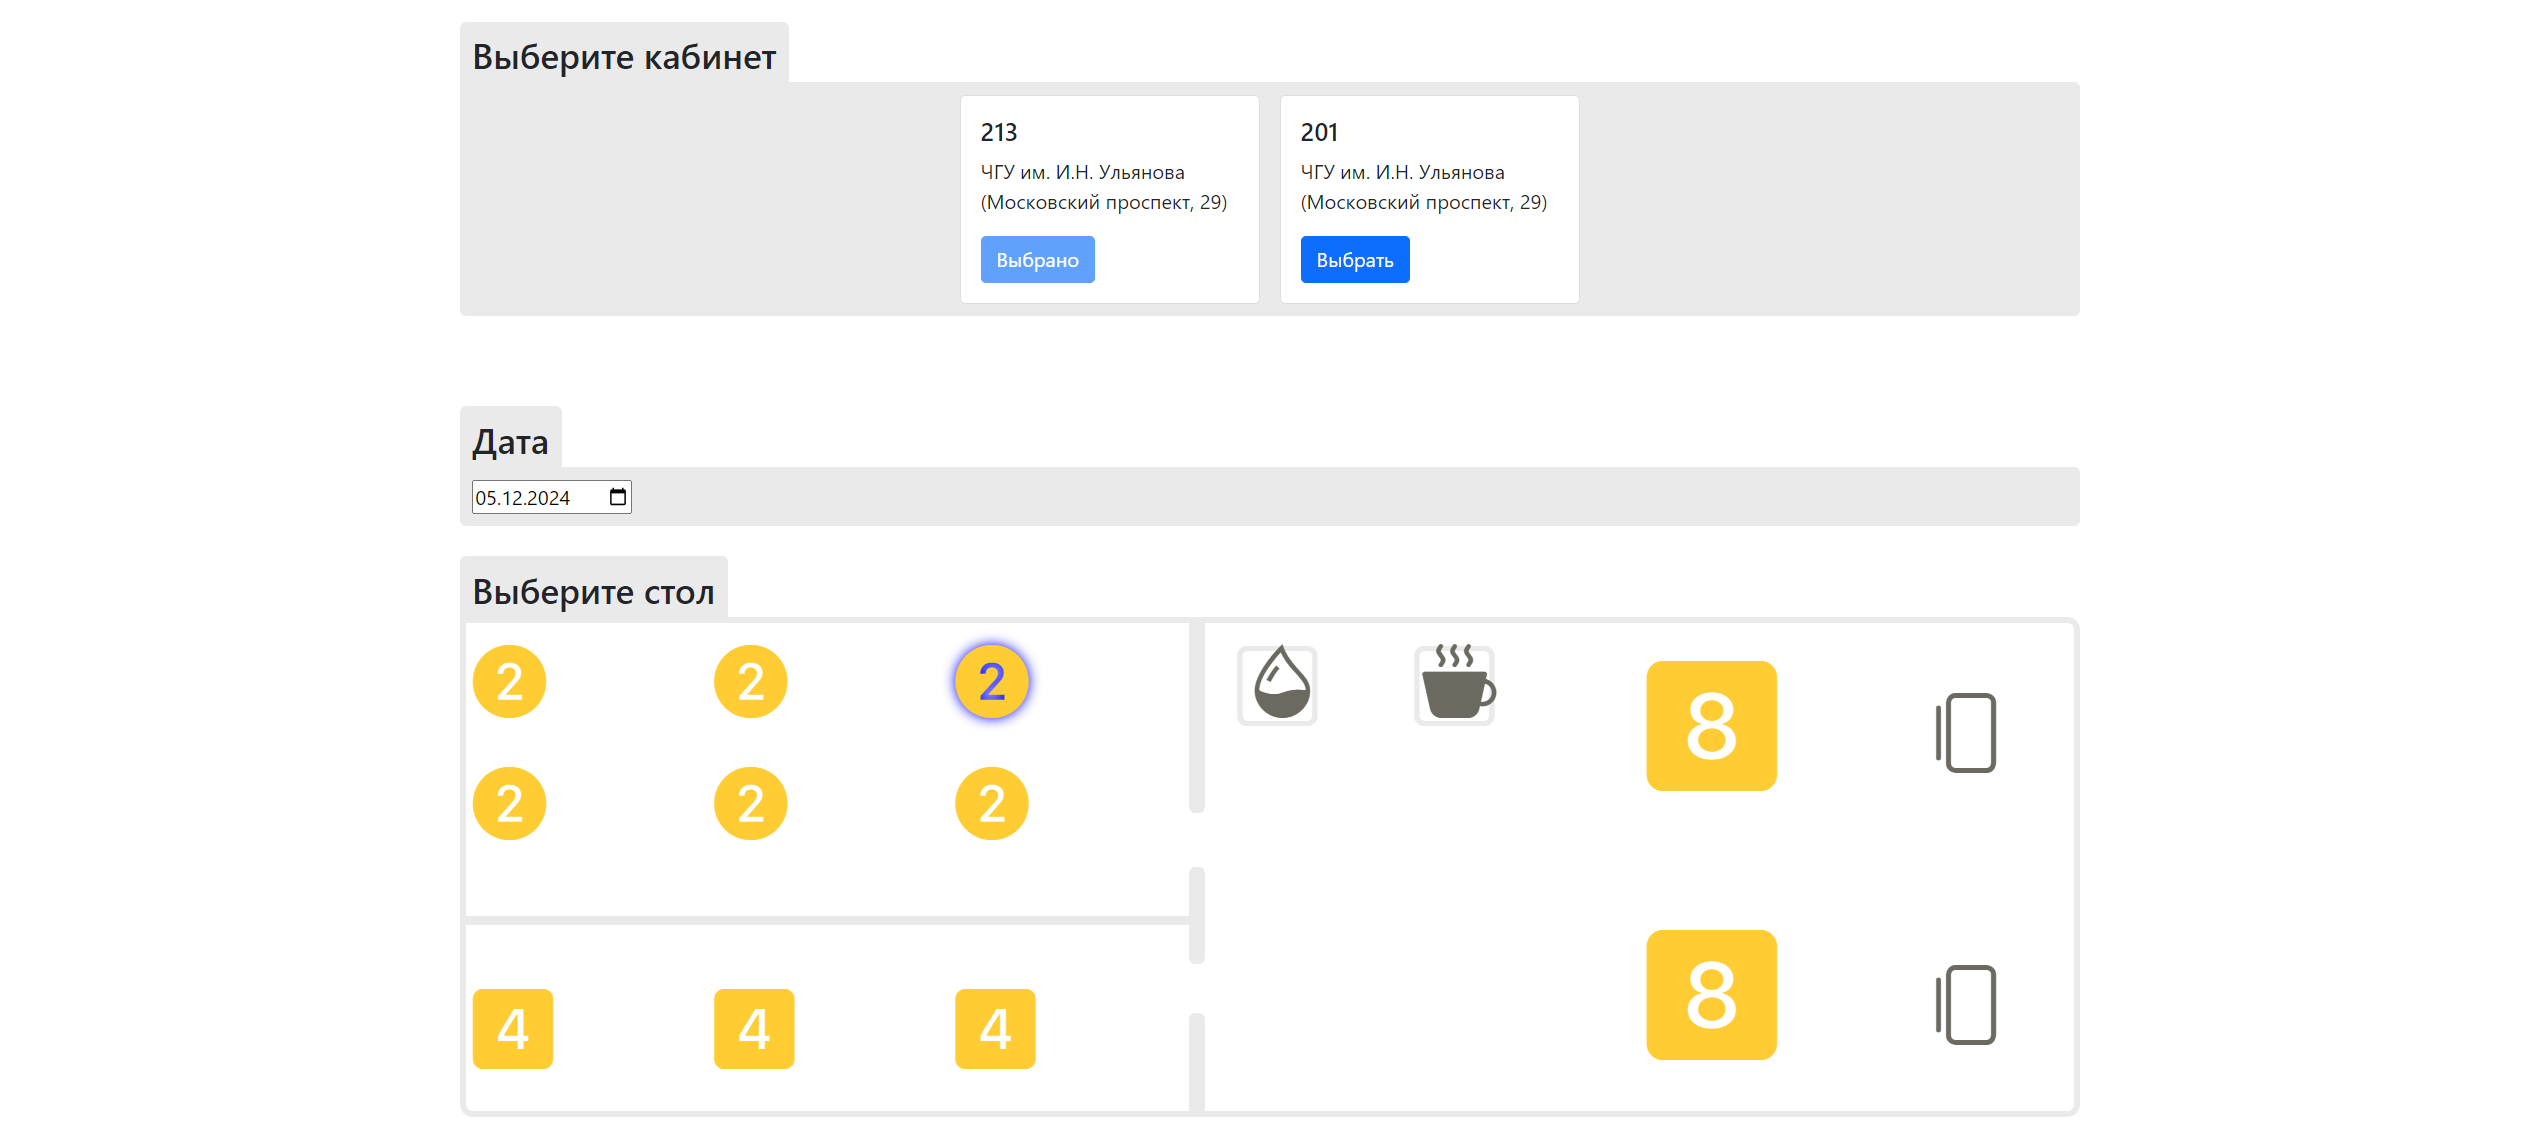 Выберите кабинет
213
ЧГУ им. И.Н. Ульянова
(Московский проспект, 29)
Выбрано
201
ЧГУ им. И.Н. Ульянова
(Московский проспект, 29)
Выбрать
Дата
05.12.2024
Выберите стол
2 2 2
8
2 2 2
8
4 4 4